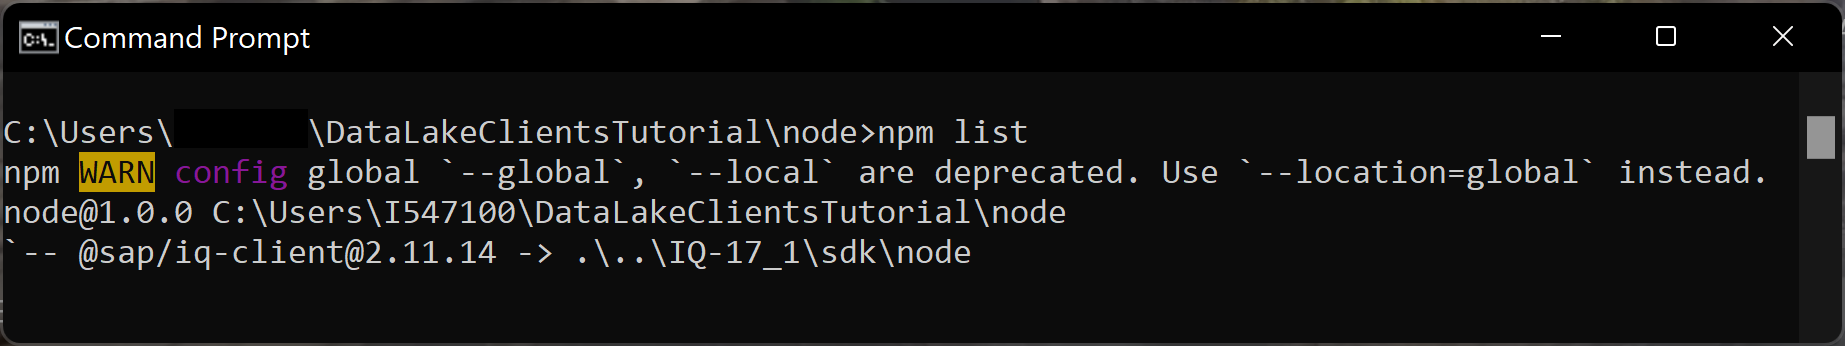 Command Prompt
C:\Users\ \DataLakeClientsTutorial\node>npm list
npm WARN config global `--global`, `--local` are deprecated. Use `--location=global` instead.
node@1.0.0 C:\Users\I547100\DataLakeClientsTutorial\node
`-- @sap/iq-client@2.11.14 -> .\..\IQ-17_1\sdk\node